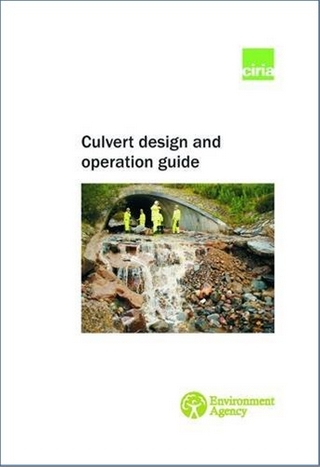 ciria
Culvert design and
operation guide
Environment
Agency